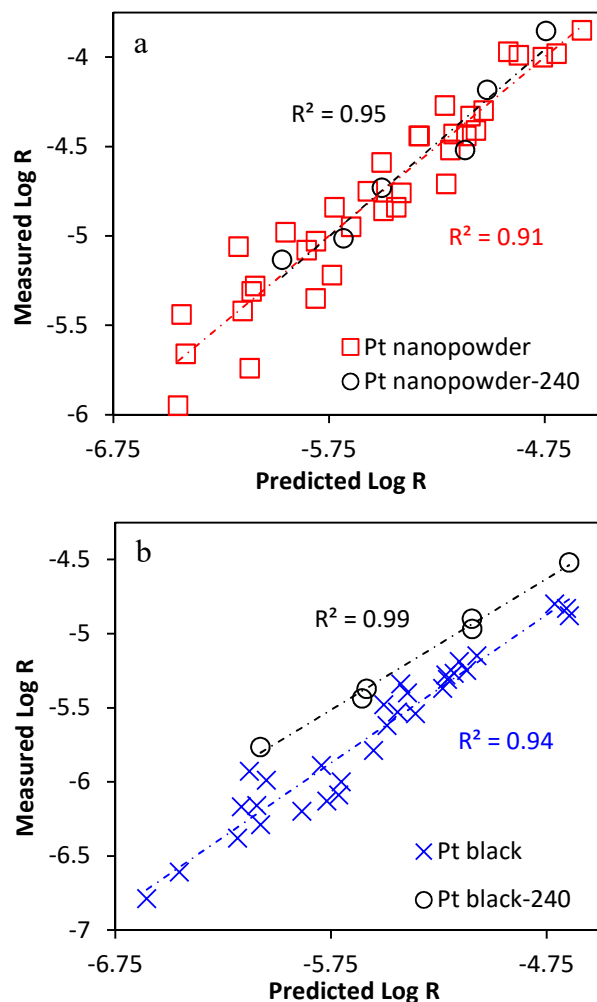 a
-4
-4.5
-5
-5.5
-6
Measured Log R
R² = 0.95
R² = 0.91
Pt nanopowder
Pt nanopowder-240
-6.75
-5.75
-4.75
Predicted Log R
b
-4.5
-5
-5.5
-6
-6.5
-7
Measured Log R
R² = 0.99
R² = 0.94
Pt black
Pt black-240
-6.75
-5.75
-4.75
Predicted Log R